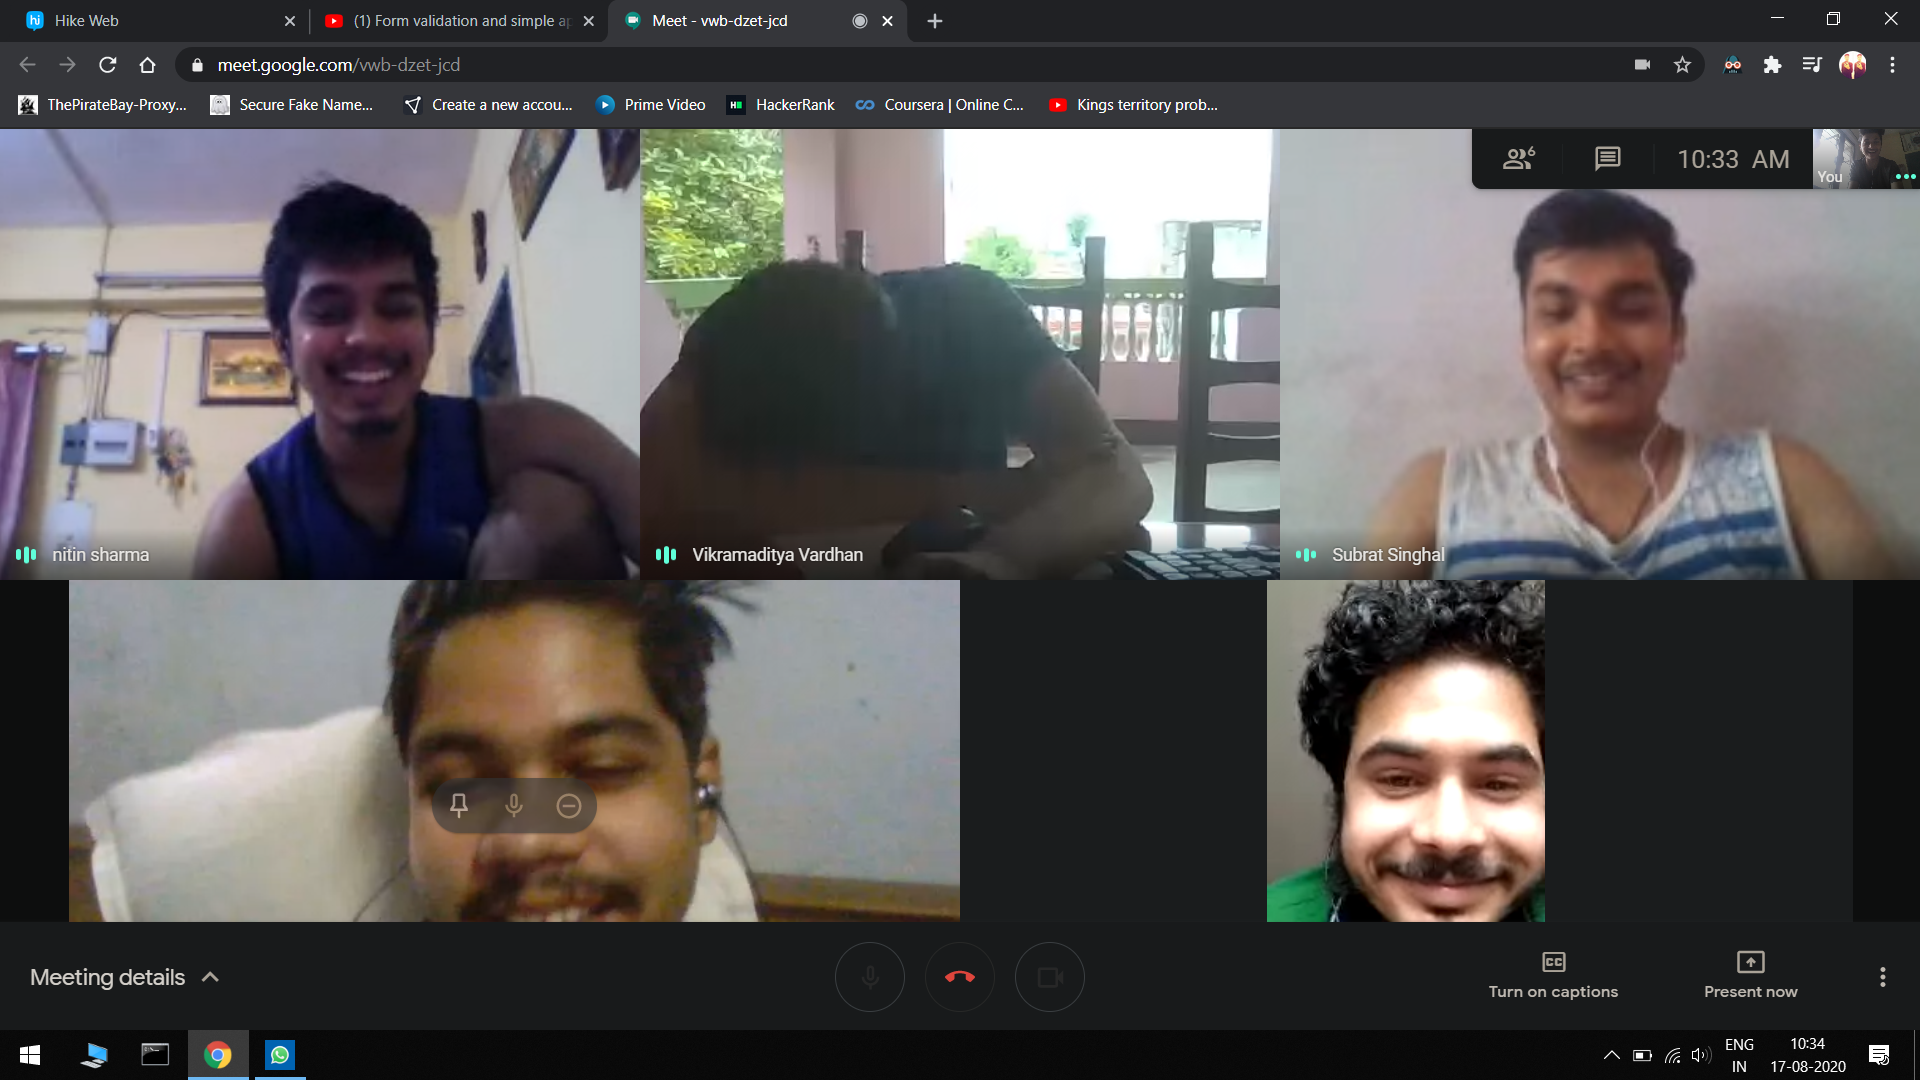 Hike Web
(1) Form validation and simple ap
Meet - vwb-dzet-jcd
meet.google.com/vwb-dzet-jcd
ThePirateBay-Proxy...
Secure Fake Name...
Create a new accou...
Prime Video
HackerRank
Coursera | Online C...
Kings territory prob...
6
10:33 AM
You
nitin sharma
Vikramaditya Vardhan
Subrat Singhal
Meeting details
CC
Turn on captions
Present now
ENG
IN
10:34
17-08-2020